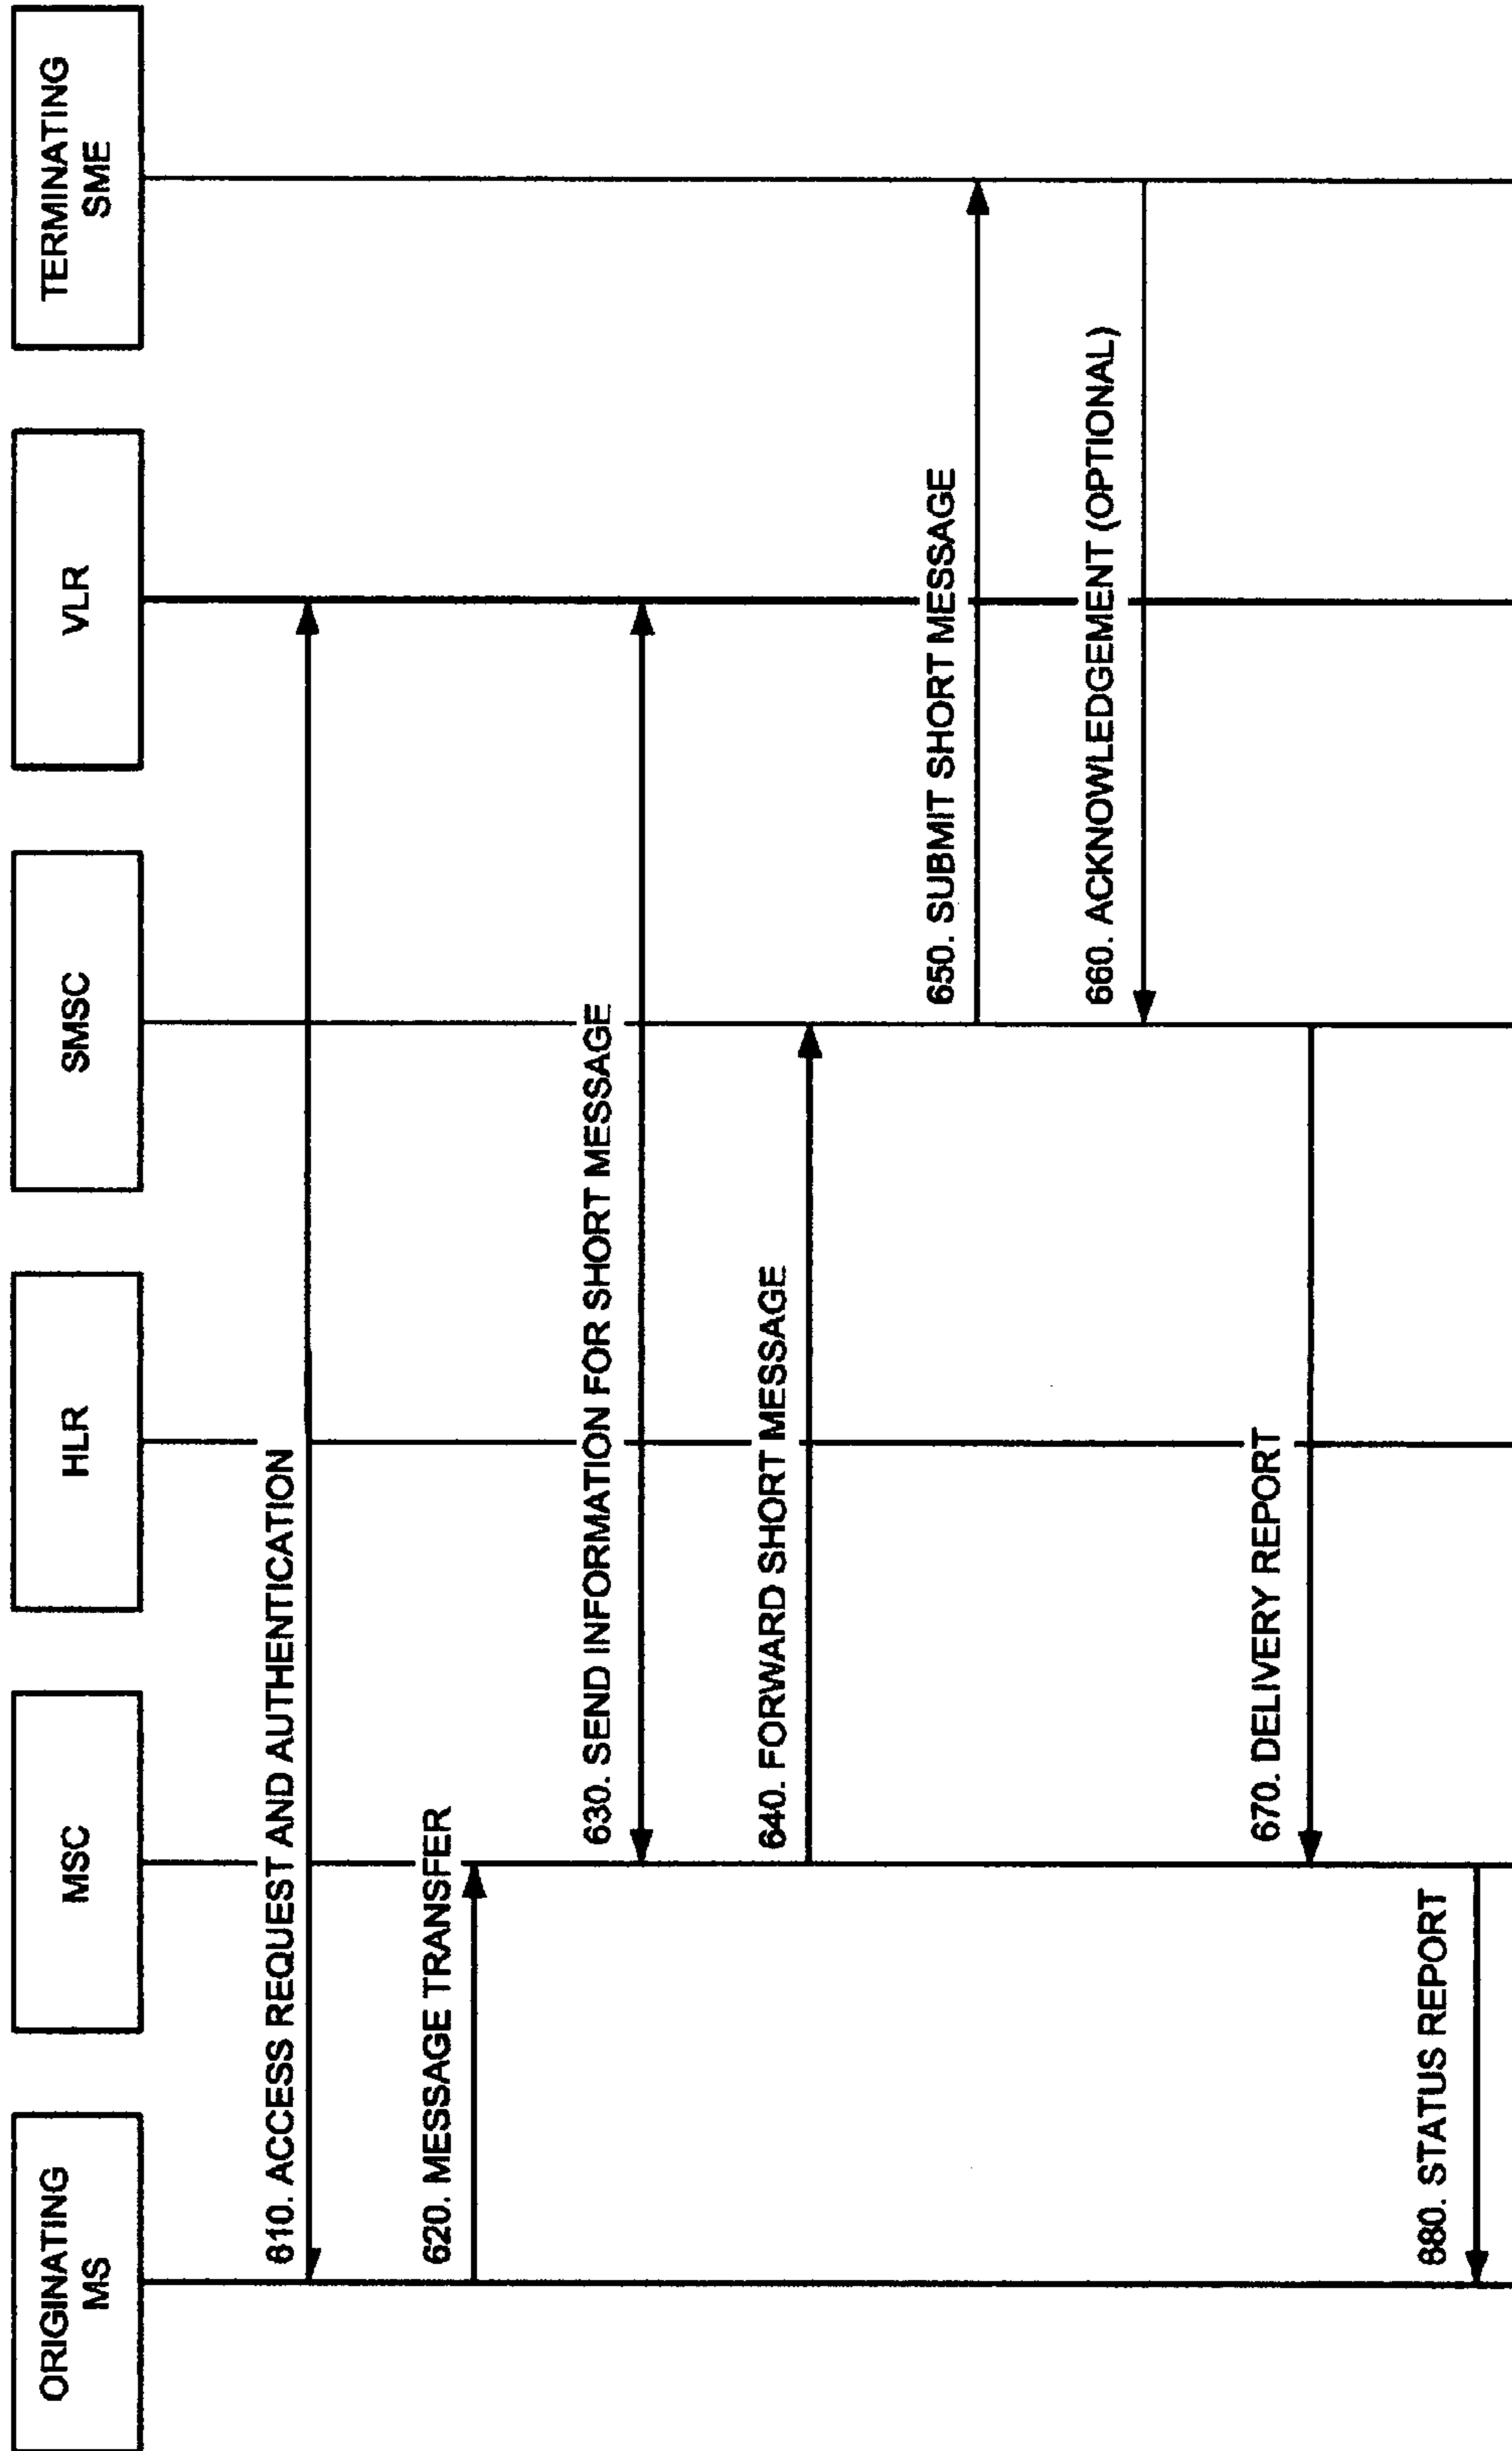 ORIGINATING
MS
MSC
HLR
SMSC
VLR
TERMINATING
SME
610. ACCESS REQUEST AND AUTHENTICATION
620. MESSAGE TRANSFER
630. SEND INFORMATION FOR SHORT MESSAGE
640. FORWARD SHORT MESSAGE
650. SUBMIT SHORT MESSAGE
660. ACKNOWLEDGEMENT (OPTIONAL)
670. DELIVERY REPORT
680. STATUS REPORT